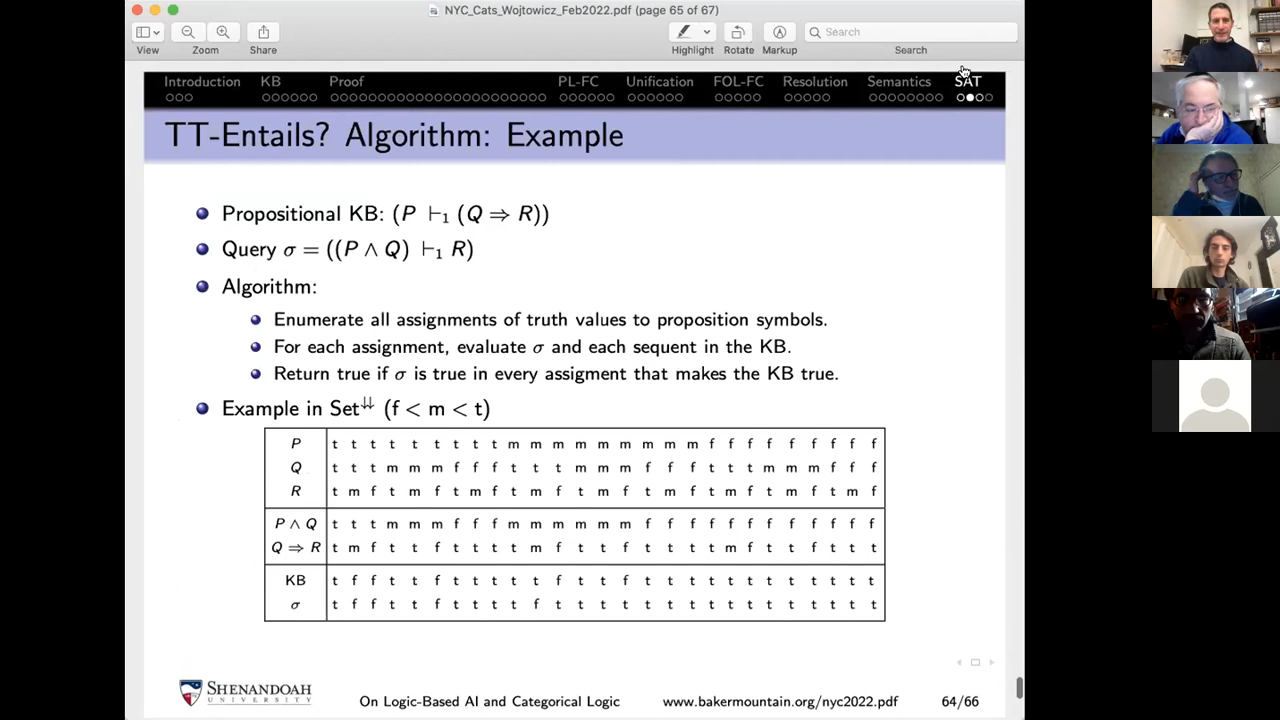 NYC_Cats_Wojtowicz_Feb2022.pdf (page 65 of 67)
View Zoom Share Highlight Rotate Markup Search
Search
Introduction KB Proof PL-FC Unification FOL-FC Resolution Semantics SAT
TT-Entails? Algorithm: Example
Propositional KB: (P ⊢₁ (Q ⇒ R))
Query σ = ((P ∧ Q) ⊢₁ R)
Algorithm:
Enumerate all assignments of truth values to proposition symbols.
For each assignment, evaluate σ and each sequent in the KB.
Return true if σ is true in every assigment that makes the KB true.
Example in Set⇊ (f < m < t)
P t t t t t t t t t m m m m m m m m m f f f f f f f f f
Q t t t m m m f f f t t t m m m f f f t t t m m m f f f
R t m f t m f t m f t m f t m f t m f t m f t m f t m f
P ∧ Q t t t m m m f f f m m m m m m f f f f f f f f f f f f
Q ⇒ R t m f t t f t t t t m f t t f t t t t m f t t f t t t
KB t f f t t f t t t t t f t t f t t t t t t t t t t t t
σ t f f t t f t t t t f t t t t t t t t t t t t t t t t
SHENANDOAH
UNIVERSITY
On Logic-Based AI and Categorical Logic www.bakermountain.org/nyc2022.pdf 64/66